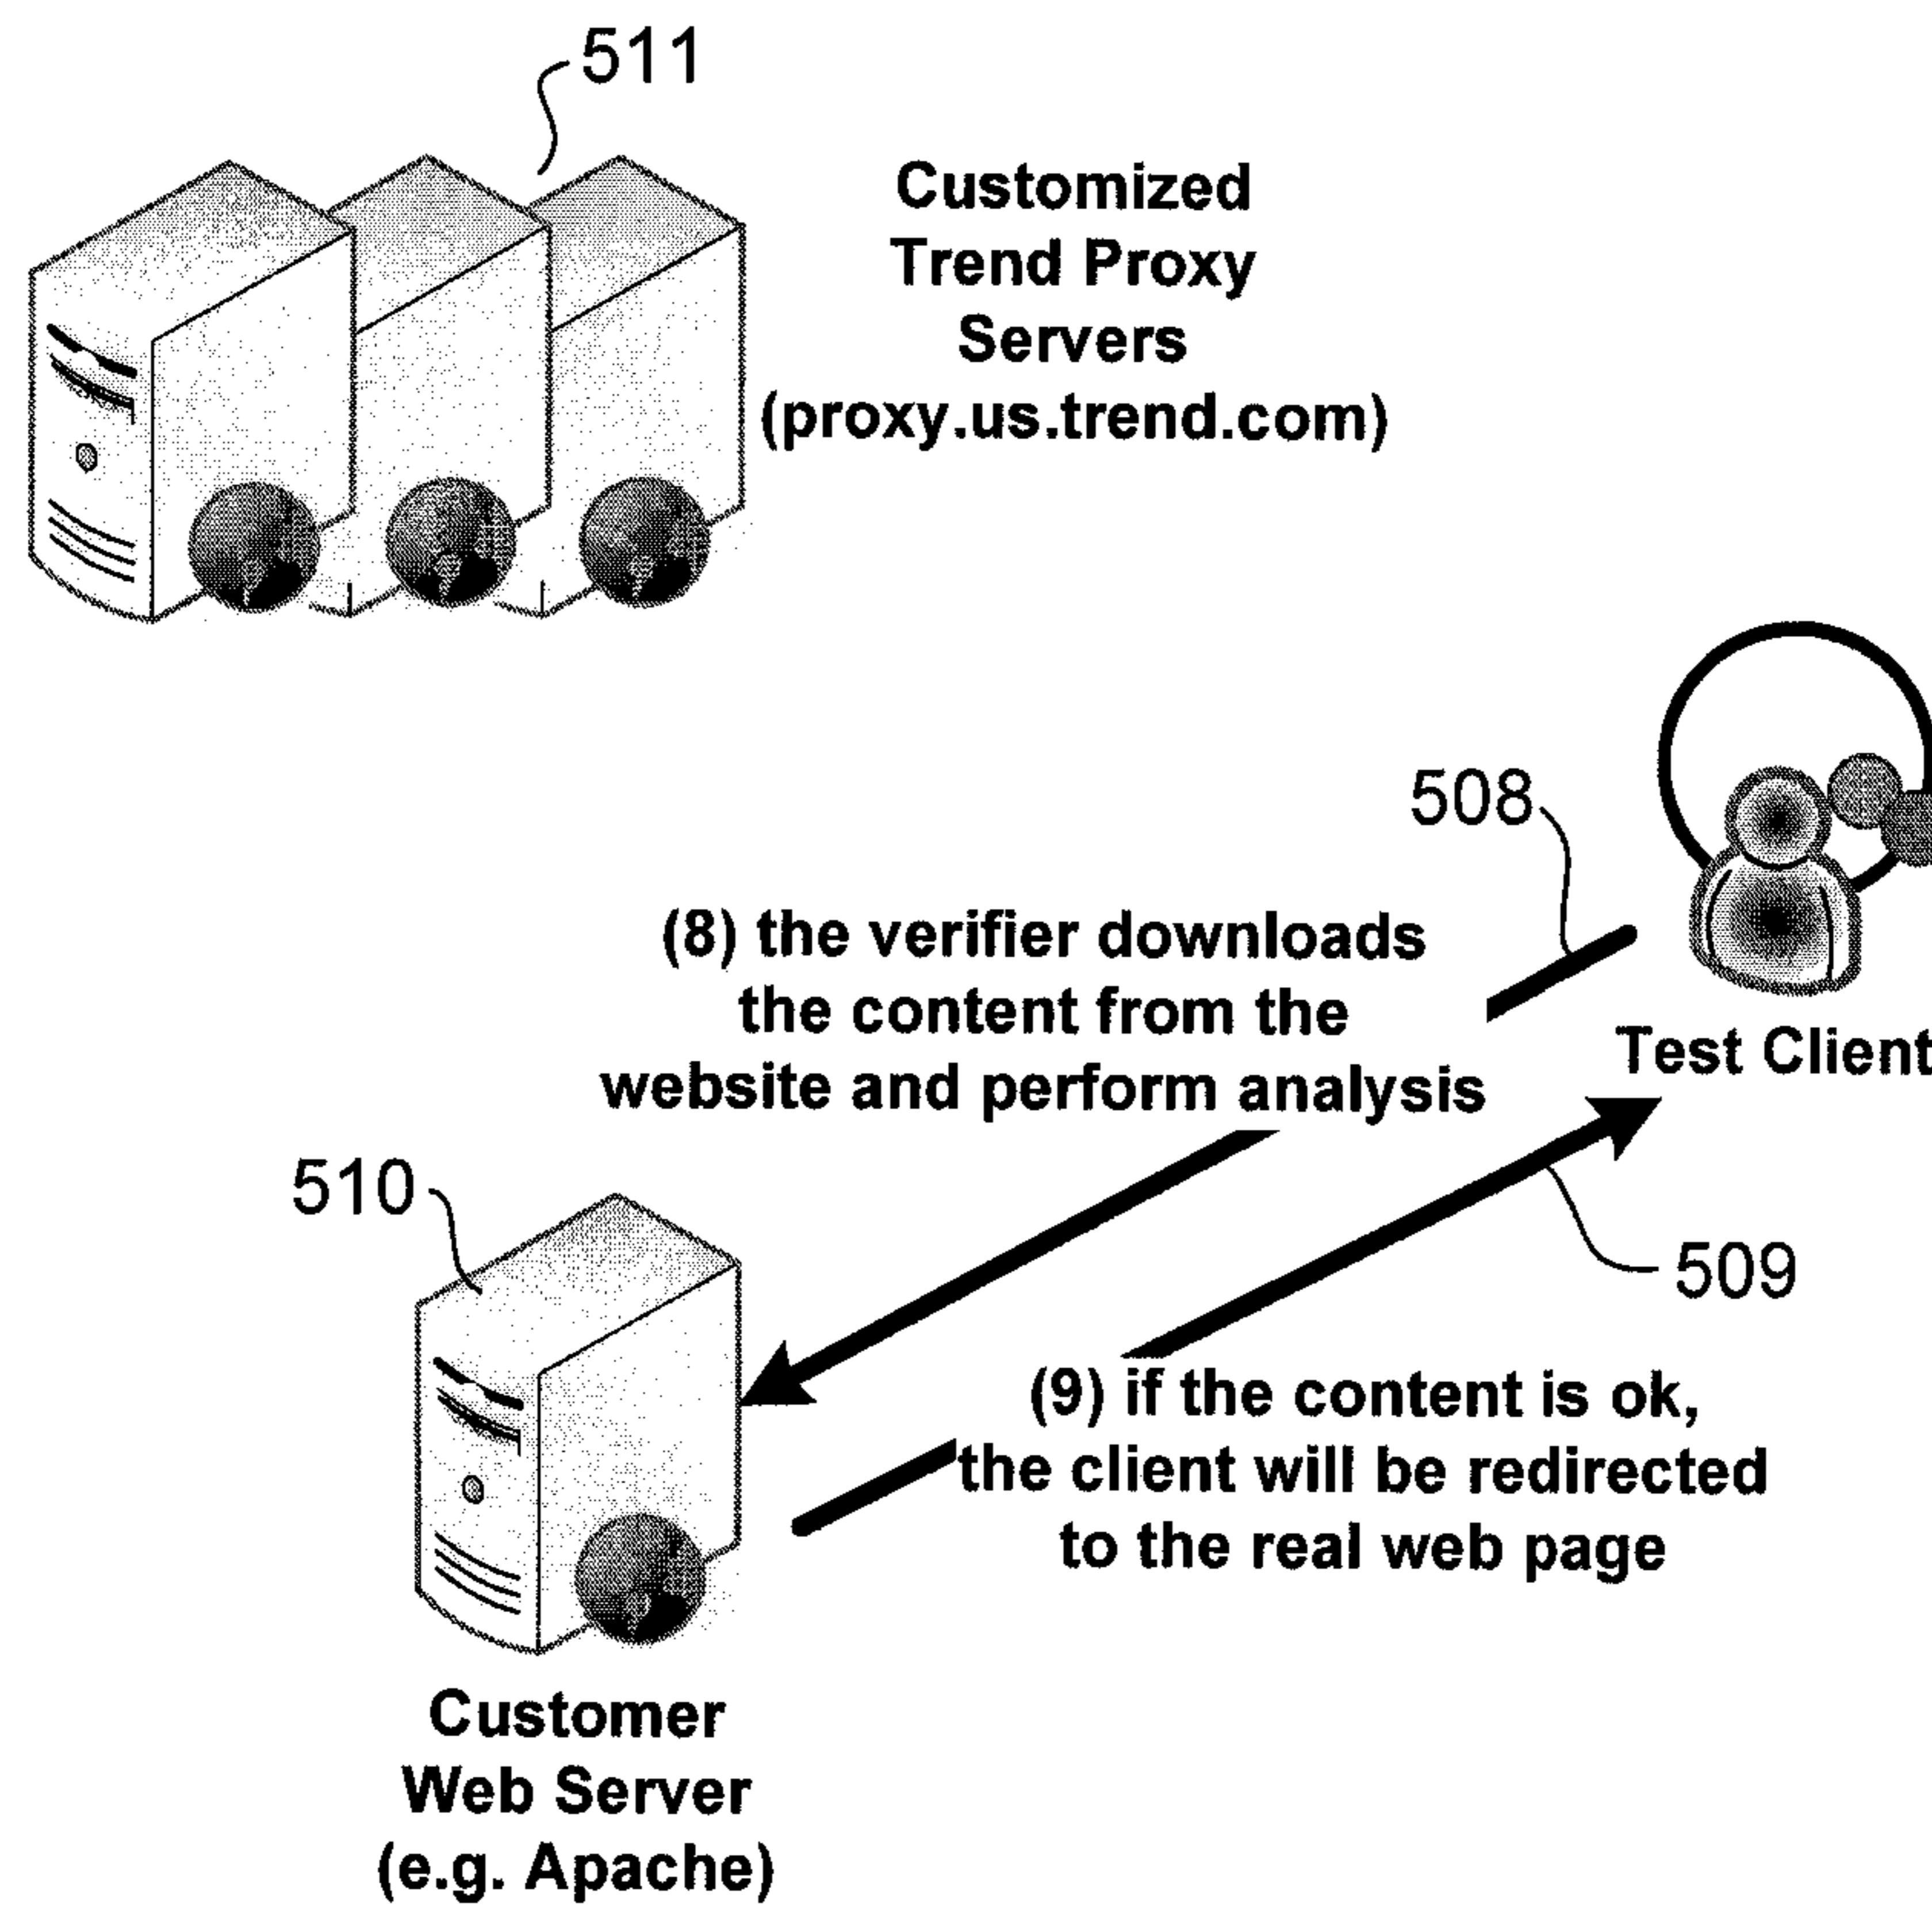 511
Customized
Trend Proxy
Servers
(proxy.us.trend.com)
508
(8) the verifier downloads
the content from the
website and perform analysis
Test Client
510
509
(9) if the content is ok,
the client will be redirected
to the real web page
Customer
Web Server
(e.g. Apache)